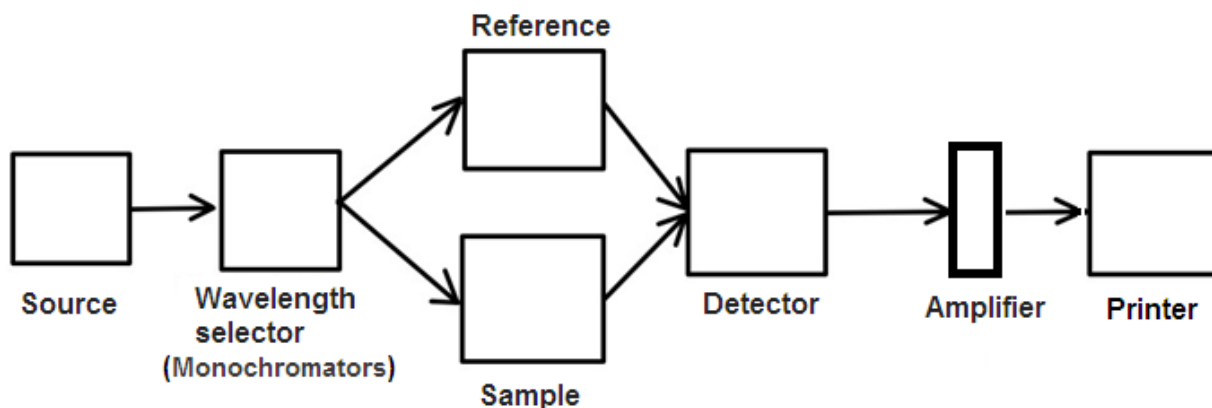 Reference
Source
Wavelength
selector
(Monochromators)
Sample
Detector
Amplifier
Printer